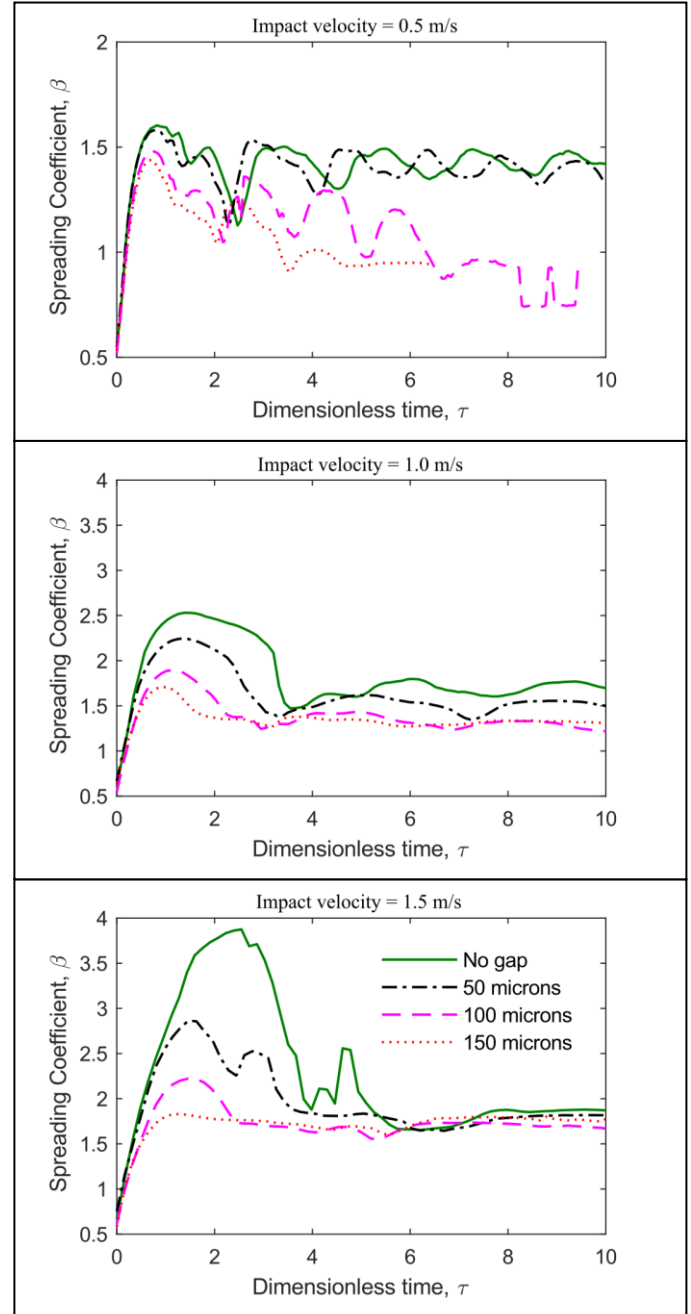 Impact velocity = 0.5 m/s
2
1.5
1
0.5
Spreading Coefficient, β
0 2 4 6 8 10
Dimensionless time, τ
Impact velocity = 1.0 m/s
4
3.5
3
2.5
2
1.5
1
0.5
Spreading Coefficient, β
0 2 4 6 8 10
Dimensionless time, τ
Impact velocity = 1.5 m/s
4
3.5
3
2.5
2
1.5
1
0.5
Spreading Coefficient, β
No gap
50 microns
100 microns
150 microns
0 2 4 6 8 10
Dimensionless time, τ